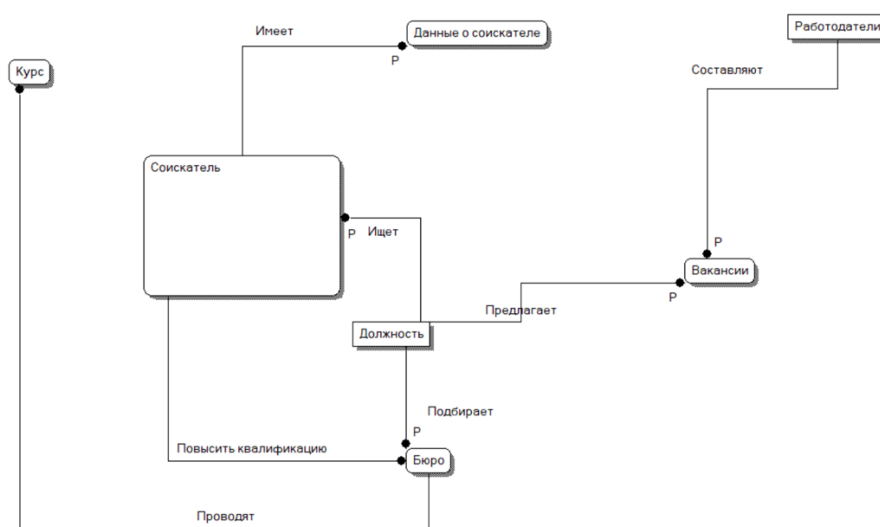 Имеет
Данные о соискателе
P
Работодатели
Составляют
Курс
Соискатель
P
Ищет
P
Вакансии
P
Предлагает
Должность
Подбирает
P
Повысить квалификацию
Бюро
Проводят